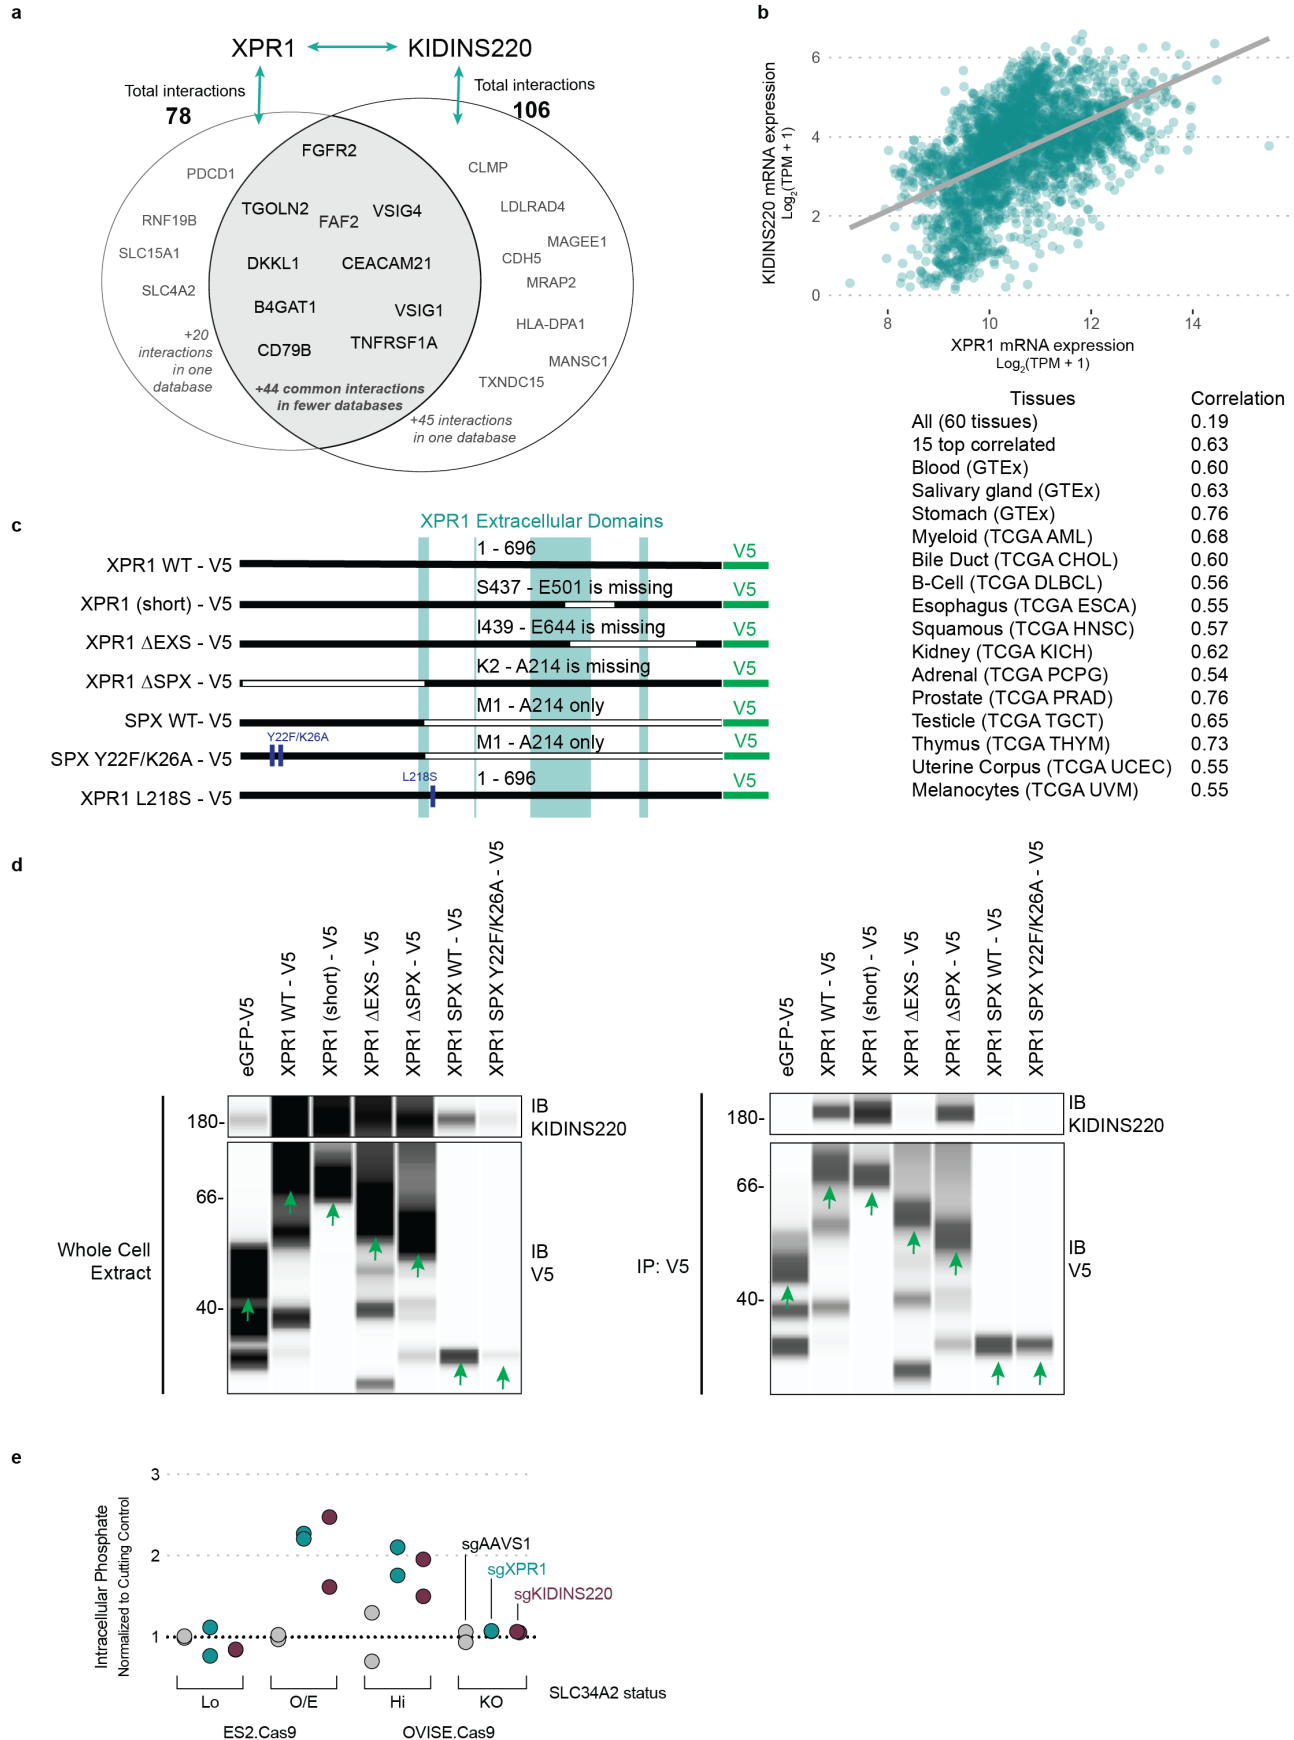 a
XPR1
KIDINS220
Total interactions
78
Total interactions
106
FGFR2
PDCD1
CLMP
TGOLN2
FAF2
VSIG4
LDLRAD4
RNF19B
MAGEE1
SLC15A1
DKKL1
CEACAM21
CDH5
MRAP2
SLC4A2
B4GAT1
VSIG1
HLA-DPA1
CD79B
TNFRSF1A
MANSC1
TXNDC15
+20
interactions
in one
database
+44 common interactions
in fewer databases
+45 interactions
in one database
b
KIDINS220 mRNA expression
Log2(TPM + 1)
6
4
2
0
8
10
12
14
XPR1 mRNA expression
Log2(TPM + 1)
Tissues Correlation
All (60 tissues) 0.19
15 top correlated 0.63
Blood (GTEx) 0.60
Salivary gland (GTEx) 0.63
Stomach (GTEx) 0.76
Myeloid (TCGA AML) 0.68
Bile Duct (TCGA CHOL) 0.60
B-Cell (TCGA DLBCL) 0.56
Esophagus (TCGA ESCA) 0.55
Squamous (TCGA HNSC) 0.57
Kidney (TCGA KICH) 0.62
Adrenal (TCGA PCPG) 0.54
Prostate (TCGA PRAD) 0.76
Testicle (TCGA TGCT) 0.65
Thymus (TCGA THYM) 0.73
Uterine Corpus (TCGA UCEC) 0.55
Melanocytes (TCGA UVM) 0.55
c
XPR1 Extracellular Domains
XPR1 WT - V5 1 - 696 V5
XPR1 (short) - V5 S437 - E501 is missing V5
XPR1 ΔEXS - V5 I439 - E644 is missing V5
XPR1 ΔSPX - V5 K2 - A214 is missing V5
SPX WT- V5 M1 - A214 only V5
Y22F/K26A
SPX Y22F/K26A - V5 M1 - A214 only V5
L218S
XPR1 L218S - V5 1 - 696 V5
d
eGFP-V5
XPR1 WT - V5
XPR1 (short) - V5
XPR1 ΔEXS - V5
XPR1 ΔSPX - V5
XPR1 SPX WT - V5
XPR1 SPX Y22F/K26A - V5
180-
IB
KIDINS220
66-
40-
Whole Cell
Extract
IB
V5
eGFP-V5
XPR1 WT - V5
XPR1 (short) - V5
XPR1 ΔEXS - V5
XPR1 ΔSPX - V5
XPR1 SPX WT - V5
XPR1 SPX Y22F/K26A - V5
180-
IB
KIDINS220
66-
40-
IP: V5
IB
V5
e
Intracellular Phosphate
Normalized to Cutting Control
3
2
1
sgAAVS1
sgXPR1
sgKIDINS220
Lo
O/E
Hi
KO
SLC34A2 status
ES2.Cas9
OVISE.Cas9